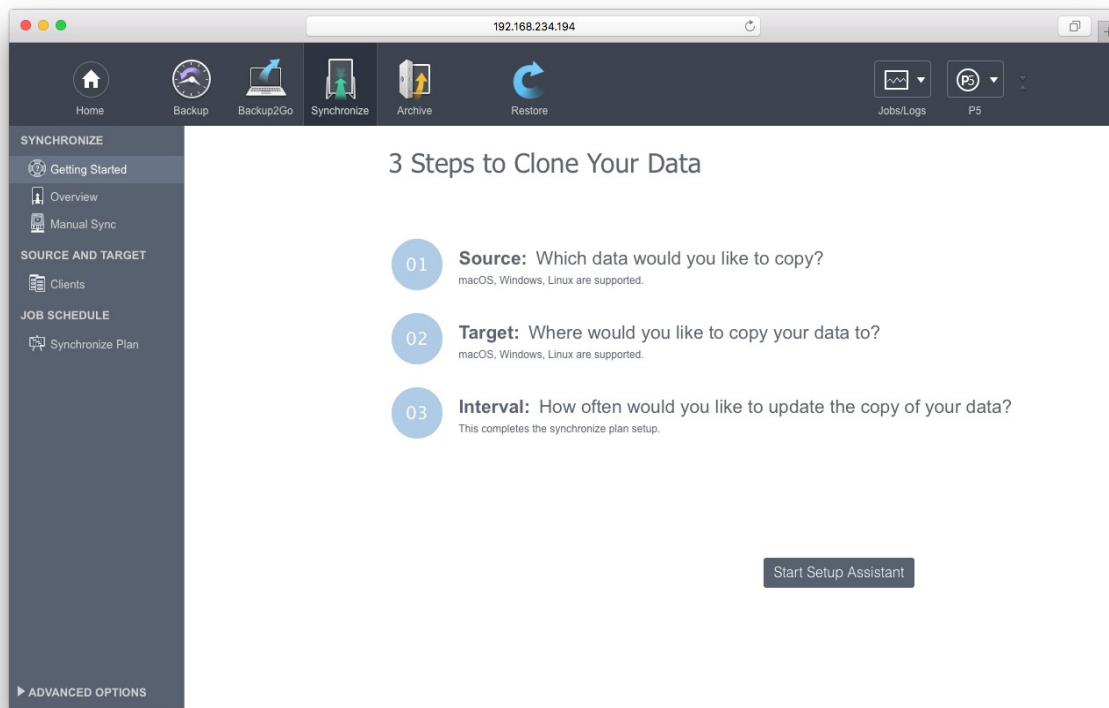 192.168.234.194
Home
Backup
Backup2Go
Synchronize
Archive
Restore
Jobs/Logs
P5
P5
SYNCHRONIZE
Getting Started
Overview
Manual Sync
SOURCE AND TARGET
Clients
JOB SCHEDULE
Synchronize Plan
ADVANCED OPTIONS
3 Steps to Clone Your Data
01
Source: Which data would you like to copy?
macOS, Windows, Linux are supported.
02
Target: Where would you like to copy your data to?
macOS, Windows, Linux are supported.
03
Interval: How often would you like to update the copy of your data?
This completes the synchronize plan setup.
Start Setup Assistant